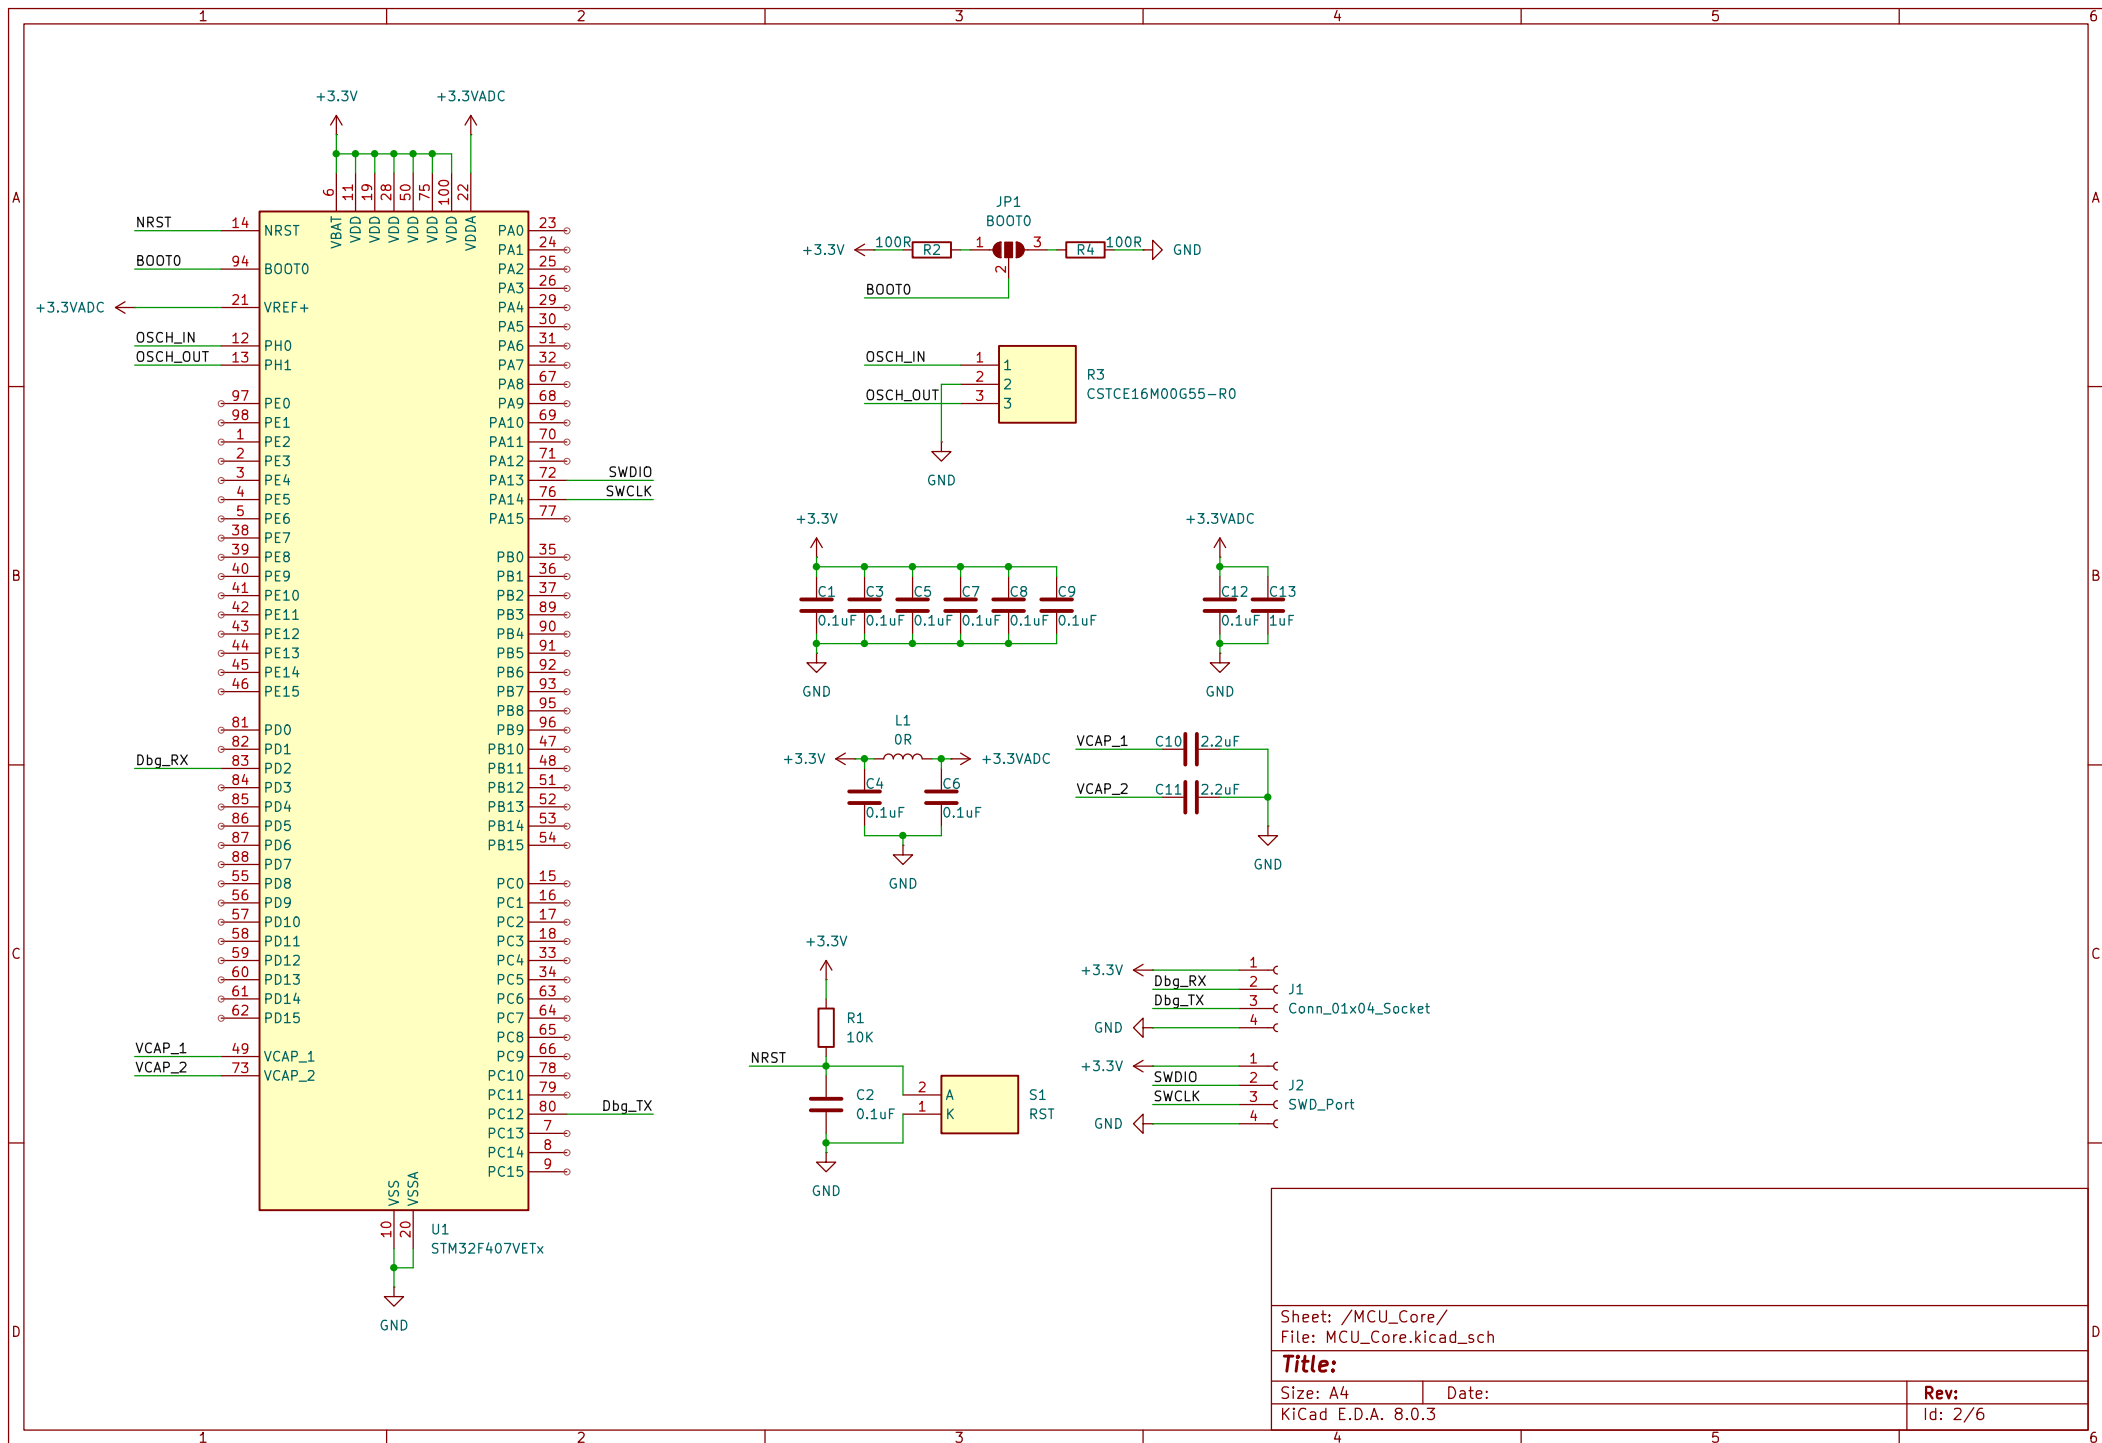 1 2 3 4 5 6
+3.3V +3.3VADC
6 11 19 28 50 75 100 22
VBAT VDD VDD VDD VDD VDD VDD VDDA
A A
NRST 14 NRST PA0 23
PA1 24
BOOT0 94 BOOT0 PA2 25
PA3 26
+3.3VADC 21 VREF+ PA4 29
PA5 30
OSCH_IN 12 PH0 PA6 31
OSCH_OUT 13 PH1 PA7 32
PA8 67
97 PE0 PA9 68
98 PE1 PA10 69
1 PE2 PA11 70
2 PE3 PA12 71
3 PE4 PA13 72 SWDIO
4 PE5 PA14 76 SWCLK
5 PE6 PA15 77
38 PE7
39 PE8 PB0 35
40 PE9 PB1 36
41 PE10 PB2 37
42 PE11 PB3 89
43 PE12 PB4 90
44 PE13 PB5 91
45 PE14 PB6 92
46 PE15 PB7 93
PB8 95
81 PD0 PB9 96
82 PD1 PB10 47
Dbg_RX 83 PD2 PB11 48
84 PD3 PB12 51
85 PD4 PB13 52
86 PD5 PB14 53
87 PD6 PB15 54
88 PD7
55 PD8 PC0 15
56 PD9 PC1 16
57 PD10 PC2 17
58 PD11 PC3 18
59 PD12 PC4 33
60 PD13 PC5 34
61 PD14 PC6 63
62 PD15 PC7 64
PC8 65
VCAP_1 49 VCAP_1 PC9 66
VCAP_2 73 VCAP_2 PC10 78
PC11 79
PC12 80 Dbg_TX
PC13 7
PC14 8
PC15 9
VSS VSSA
10 20
U1
STM32F407VETx
GND
JP1
BOOT0
+3.3V 100R R2 1 3 R4 100R GND
2
BOOT0
OSCH_IN 1 1
2 2
OSCH_OUT 3 3
R3
CSTCE16M00G55-R0
GND
B B
+3.3V
C1 C3 C5 C7 C8 C9
0.1uF 0.1uF 0.1uF 0.1uF 0.1uF 0.1uF
GND
+3.3VADC
C12 C13
0.1uF 1uF
GND
L1
0R
+3.3V +3.3VADC
C4 C6
0.1uF 0.1uF
GND
VCAP_1 C10 2.2uF
VCAP_2 C11 2.2uF
GND
C C
+3.3V
R1
10K
NRST
C2
0.1uF
2 A
1 K
S1
RST
GND
+3.3V 1
Dbg_RX 2
Dbg_TX 3
GND 4
J1
Conn_01x04_Socket
+3.3V 1
SWDIO 2
SWCLK 3
GND 4
J2
SWD_Port
D D
Sheet: /MCU_Core/
File: MCU_Core.kicad_sch
Title:
Size: A4 Date: Rev:
KiCad E.D.A. 8.0.3 Id: 2/6
1 2 3 4 5 6